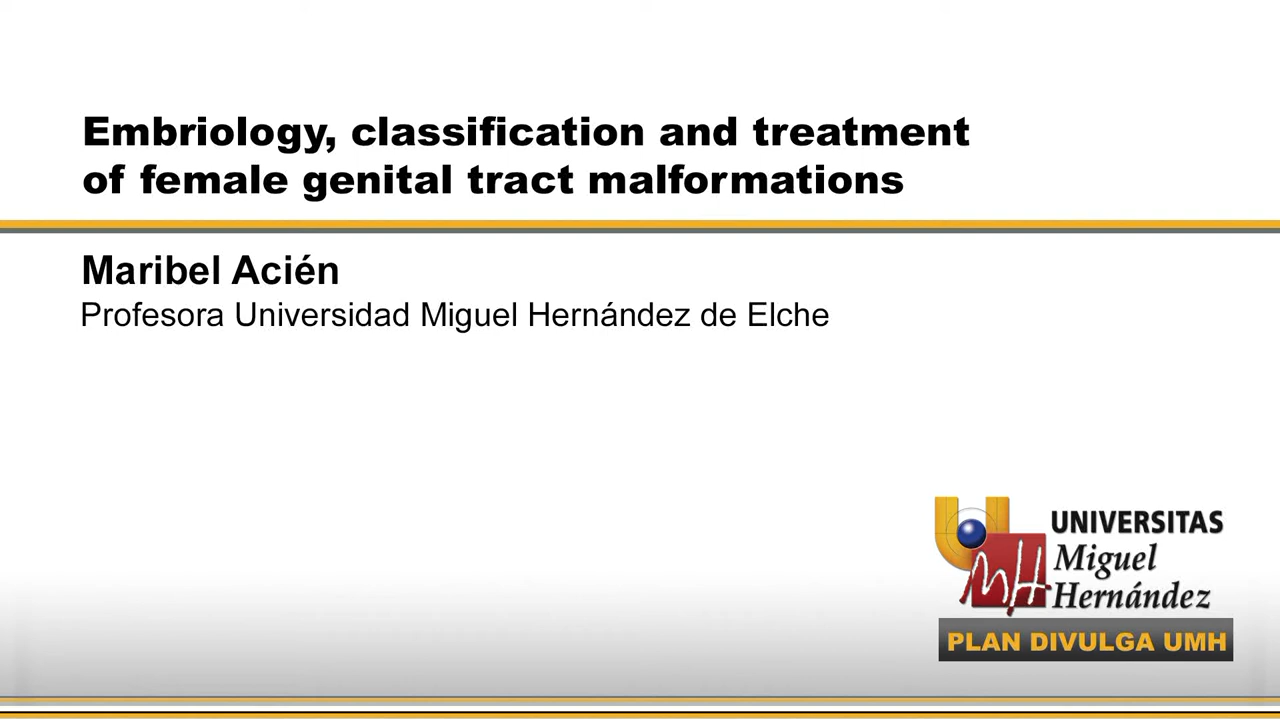 Embriology, classification and treatment
of female genital tract malformations
Maribel Acién
Profesora Universidad Miguel Hernández de Elche
UNIVERSITAS
Miguel
Hernández
PLAN DIVULGA UMH